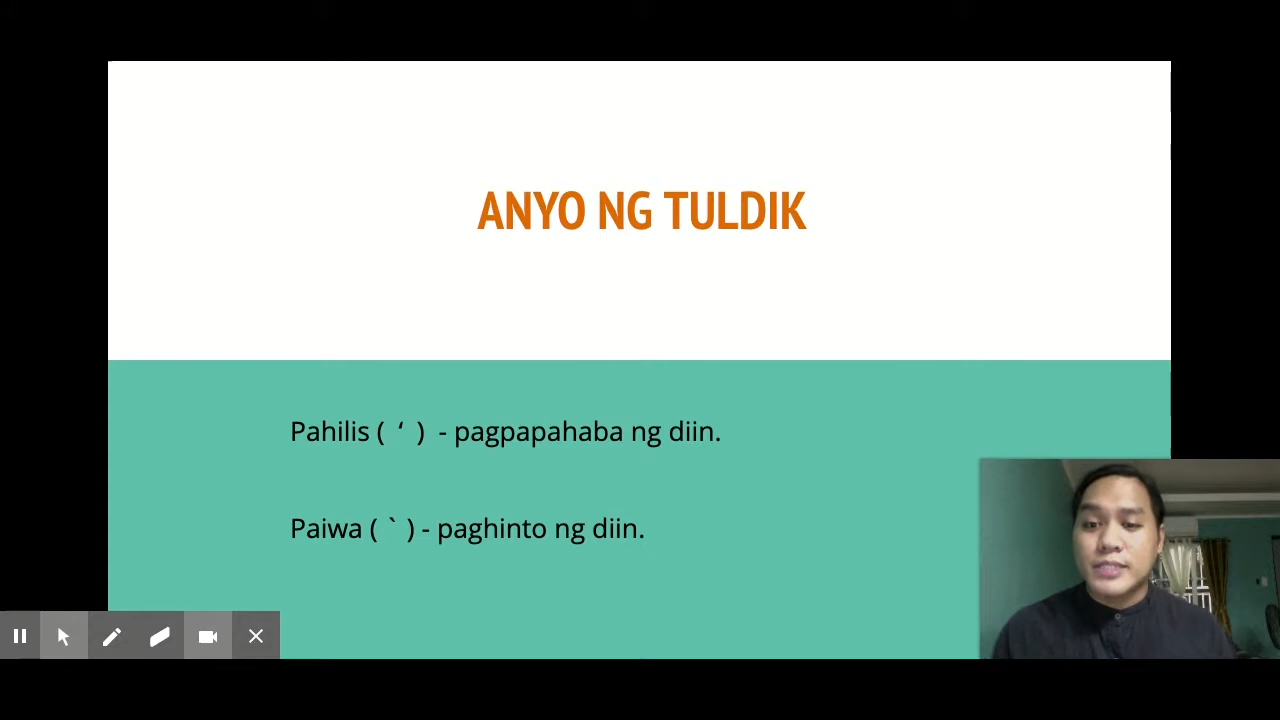 ANYO NG TULDIK
Pahilis ( ‘ ) - pagpapahaba ng diin.
Paiwa ( ` ) - paghinto ng diin.